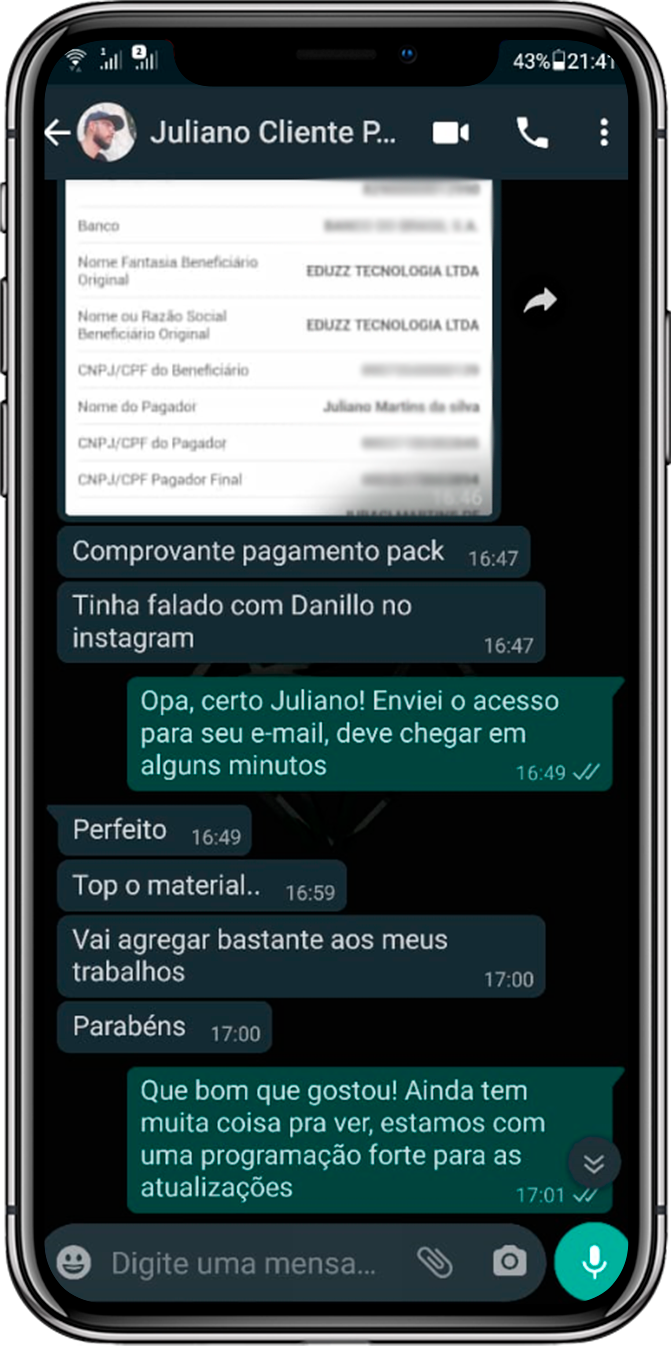 1
2
43%
21:41
Juliano Cliente P...
Banco
Nome Fantasia Beneficiário
Original
EDUZZ TECNOLOGIA LTDA
Nome ou Razão Social
Beneficiário Original
EDUZZ TECNOLOGIA LTDA
CNPJ/CPF do Beneficiário
Nome do Pagador
Juliano Martins da silva
CNPJ/CPF do Pagador
CNPJ/CPF Pagador Final
16:46
Comprovante pagamento pack 16:47
Tinha falado com Danillo no
instagram 16:47
Opa, certo Juliano! Enviei o acesso
para seu e-mail, deve chegar em
alguns minutos 16:49
Perfeito 16:49
Top o material.. 16:59
Vai agregar bastante aos meus
trabalhos 17:00
Parabéns 17:00
Que bom que gostou! Ainda tem
muita coisa pra ver, estamos com
uma programação forte para as
atualizações 17:01
Digite uma mensa...